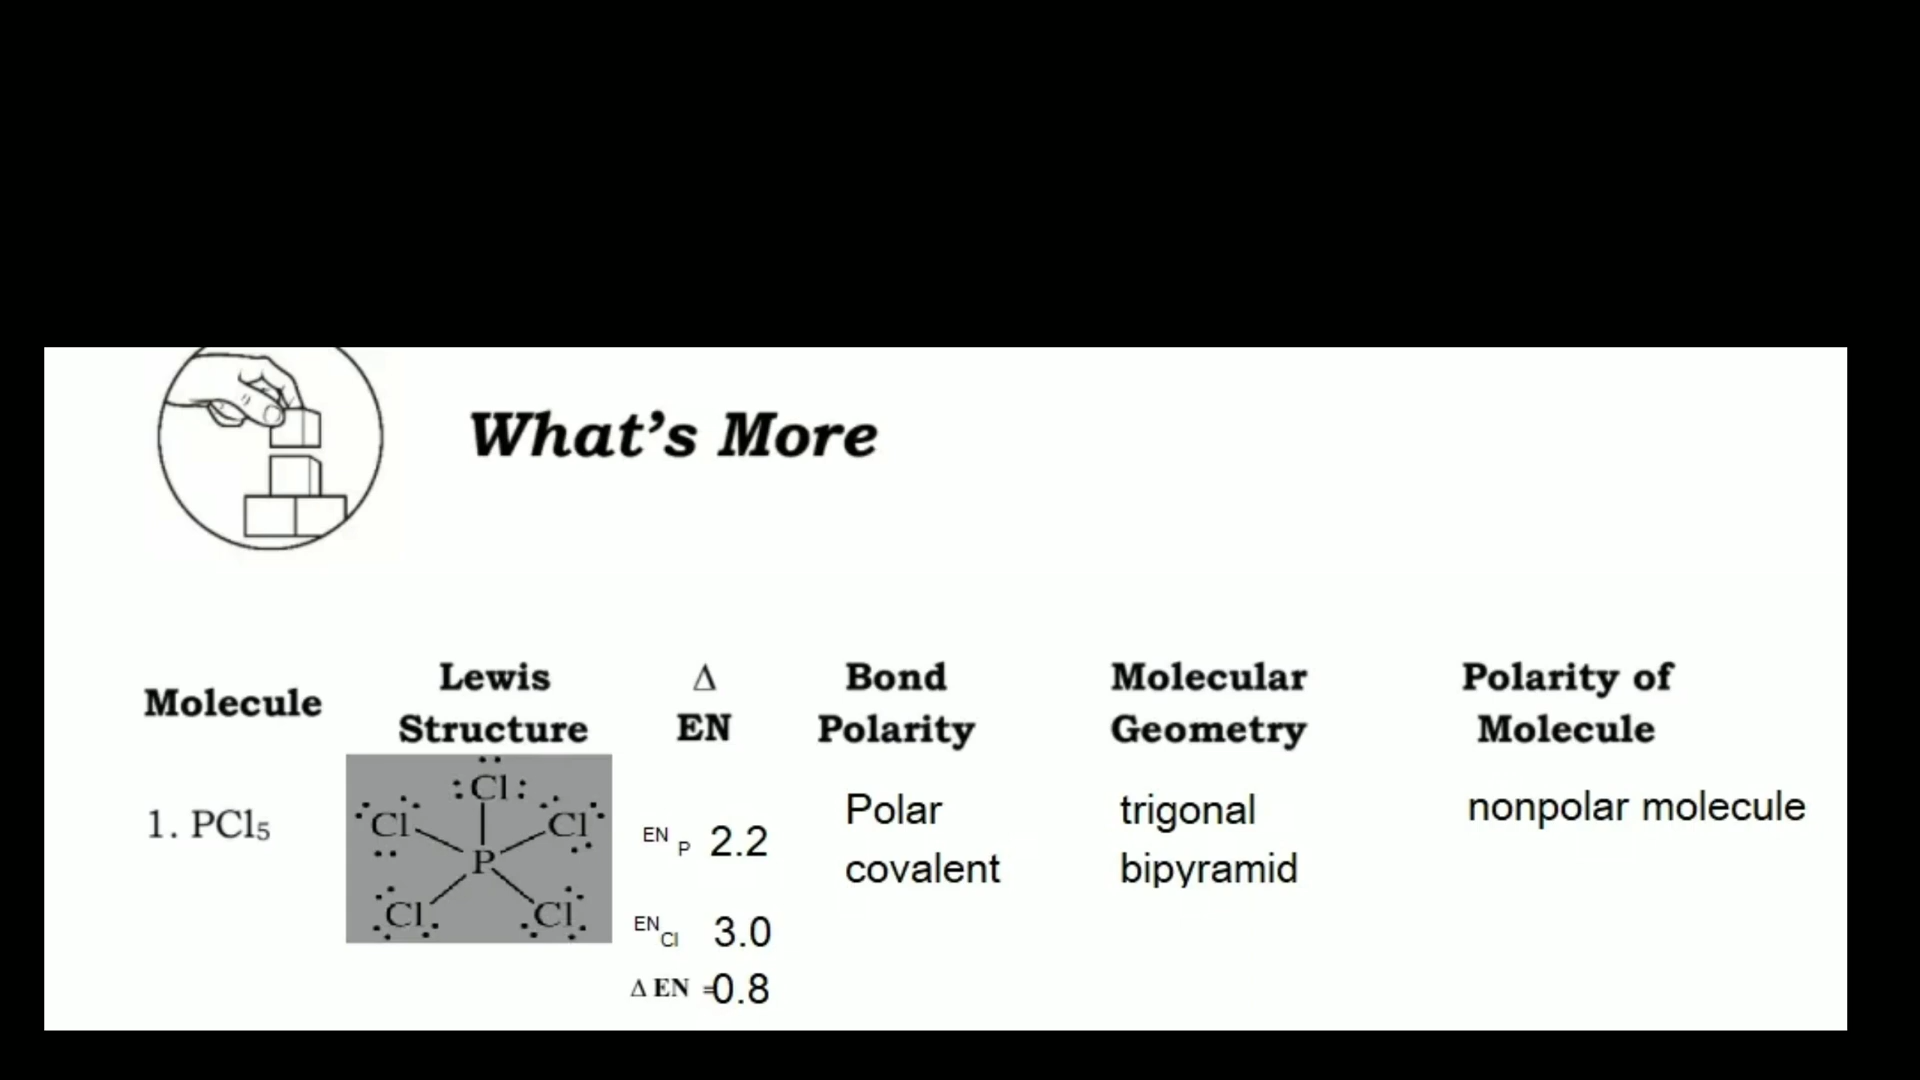 What's More
Molecule
Lewis
Structure
Δ
EN
Bond
Polarity
Molecular
Geometry
Polarity of
Molecule
1. PCl₅
:Cl:
Cl
Cl
P
Cl
Cl
EN P 2.2
EN Cl 3.0
Δ EN =0.8
Polar
covalent
trigonal
bipyramid
nonpolar molecule